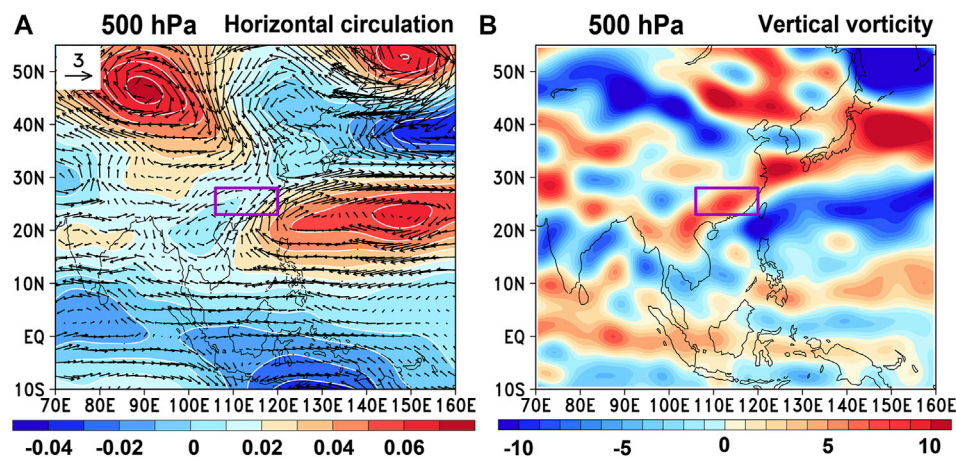 A 500 hPa Horizontal circulation
3
50N
40N
30N
20N
10N
EQ
10S
70E 80E 90E 100E 110E 120E 130E 140E 150E 160E
-0.04 -0.02 0 0.02 0.04 0.06
B 500 hPa Vertical vorticity
50N
40N
30N
20N
10N
EQ
10S
70E 80E 90E 100E 110E 120E 130E 140E 150E 160E
-10 -5 0 5 10